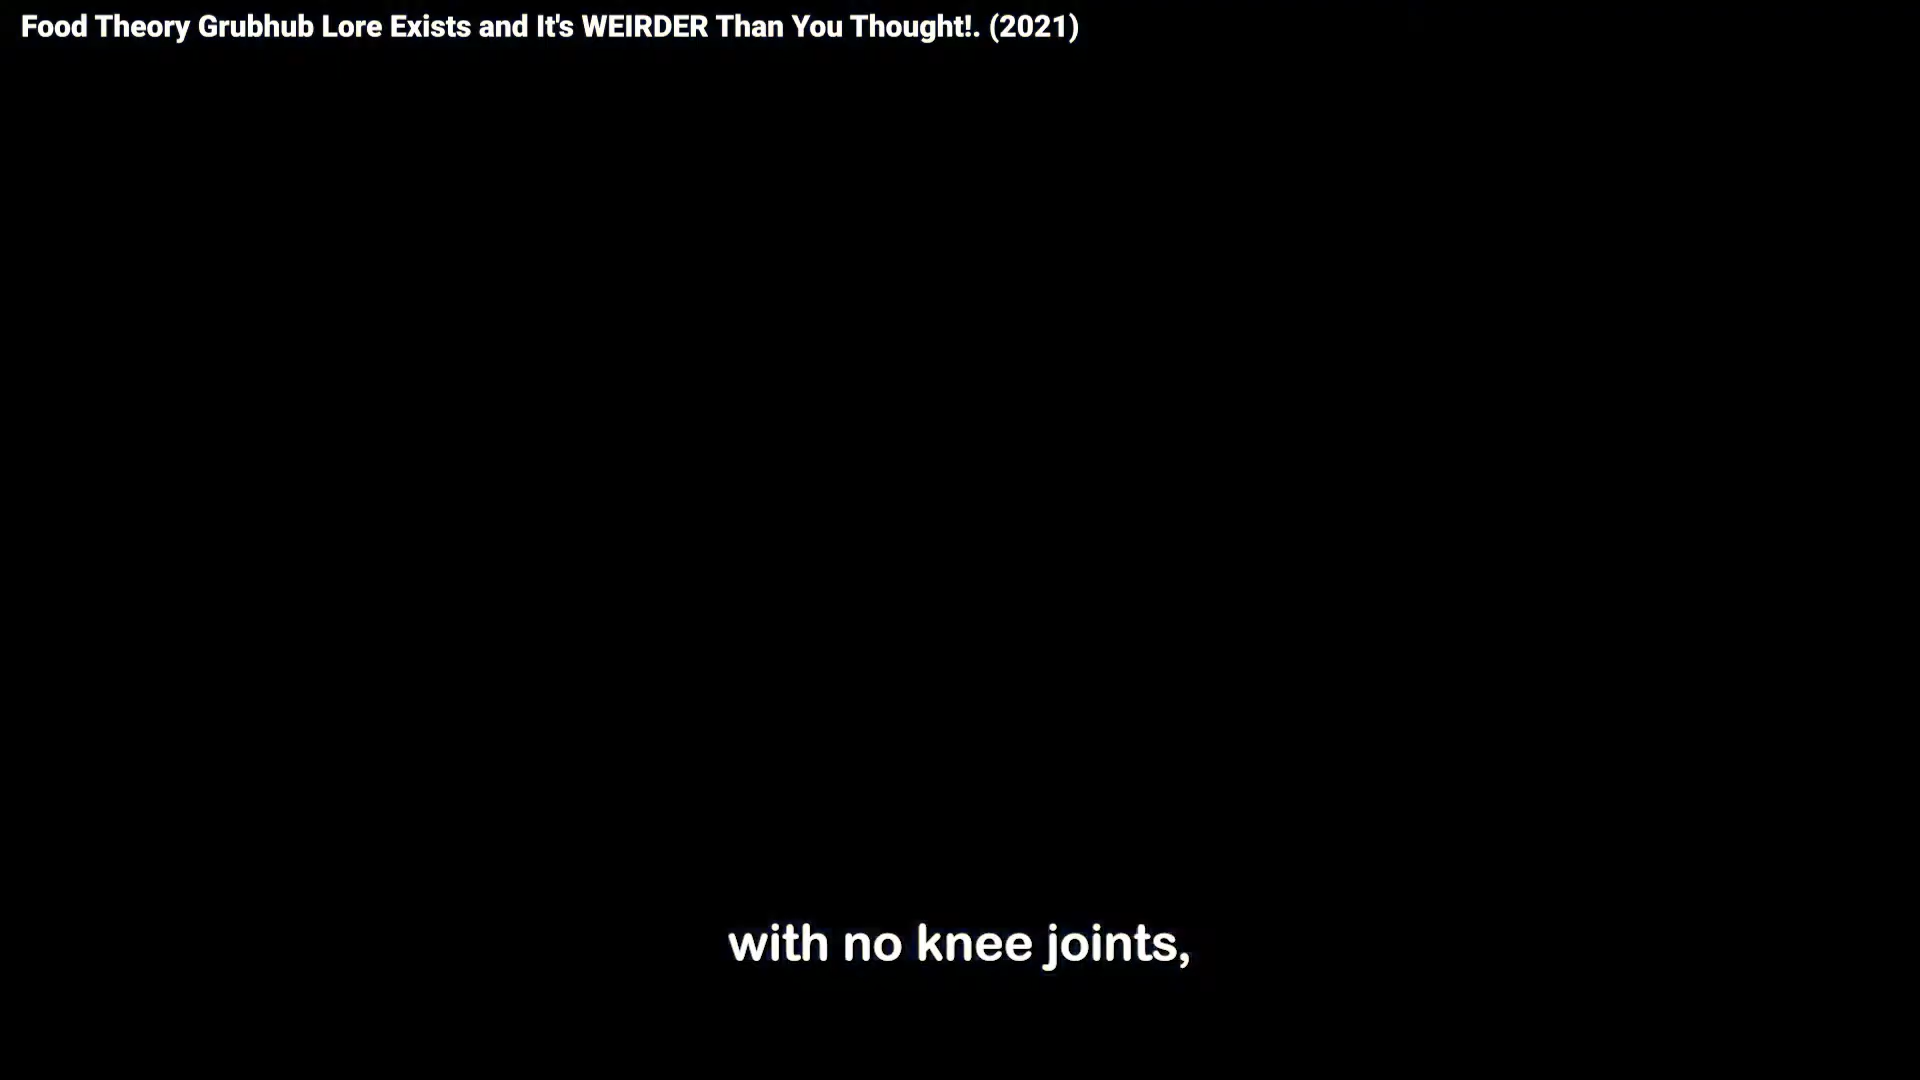 Food Theory Grubhub Lore Exists and It's WEIRDER Than You Thought!. (2021)
with no knee joints,